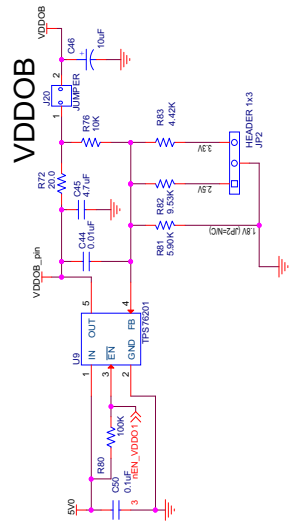 VDDOB
VDDOB_pin
VDDOB
5V0
U9
1
IN
OUT
5
3
EN
2
GND
FB
4
TPS76201
R80
100K
C50
0.1uF
3
nEN_VDDO1
C44
0.01uF
C45
4.7uF
R72
20.0
J20
1
2
JUMPER
C46
+
10uF
R76
10K
R81
5.90K
R82
9.53K
R83
4.42K
1.8V (JP2=N/C)
2.5V
3.3V
HEADER 1x3
JP2